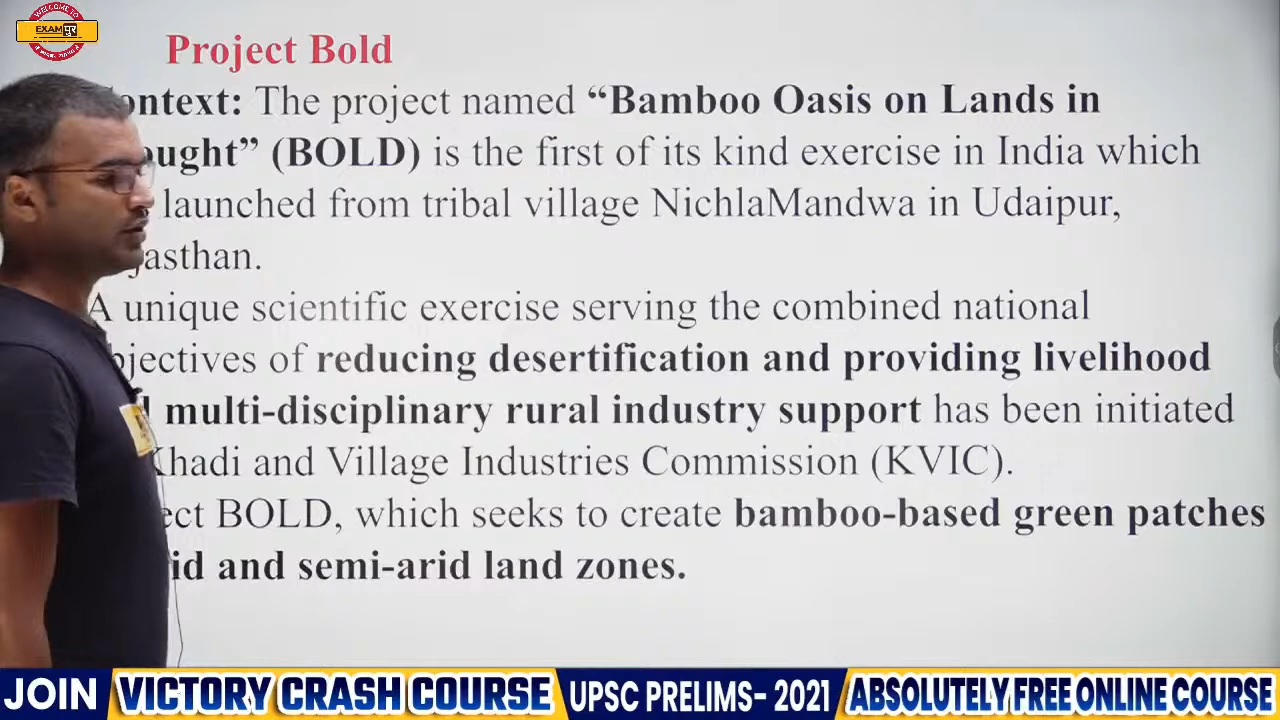 WELCOME TO
EXAM पुर
Project Bold
ontext: The project named “Bamboo Oasis on Lands in
ought” (BOLD) is the first of its kind exercise in India which
launched from tribal village NichlaMandwa in Udaipur,
jasthan.
A unique scientific exercise serving the combined national
bjectives of reducing desertification and providing livelihood
multi-disciplinary rural industry support has been initiated
Khadi and Village Industries Commission (KVIC).
ect BOLD, which seeks to create bamboo-based green patches
id and semi-arid land zones.
JOIN VICTORY CRASH COURSE UPSC PRELIMS- 2021 ABSOLUTELY FREE ONLINE COURSE